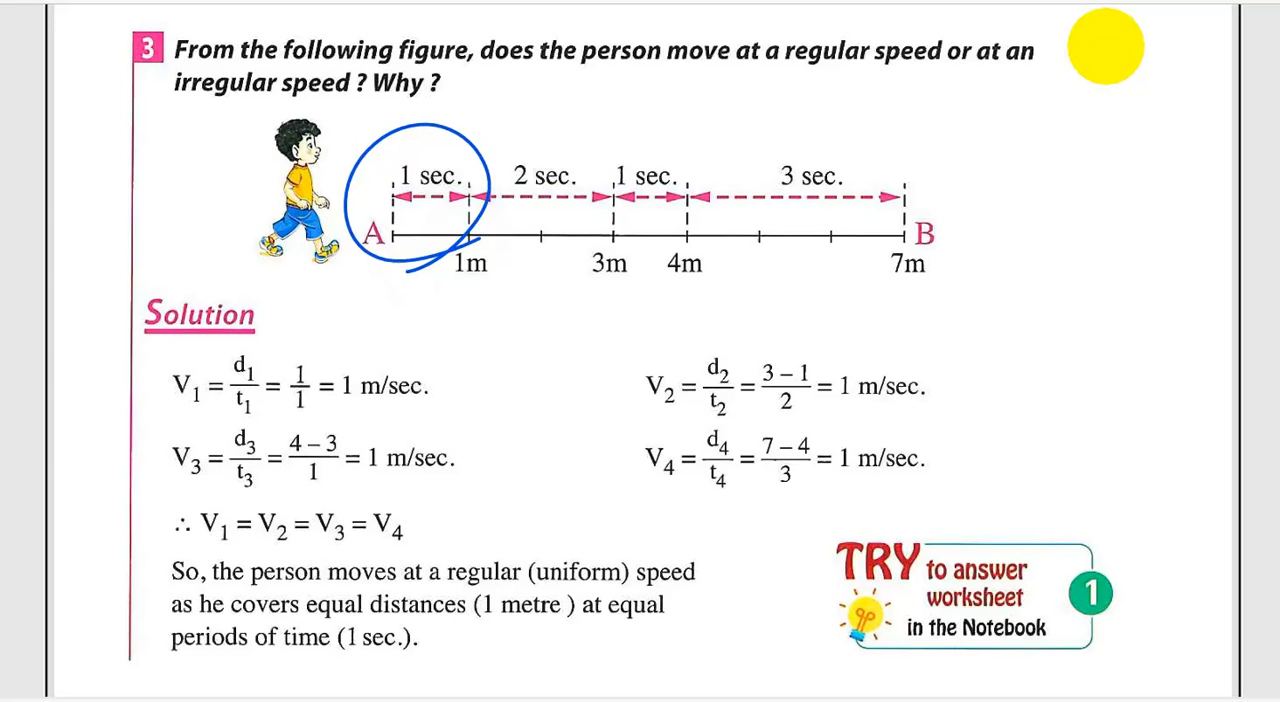 3 From the following figure, does the person move at a regular speed or at an
irregular speed ? Why ?
1 sec. 2 sec. 1 sec. 3 sec.
A B
1m 3m 4m 7m
Solution
V₁ = d₁/t₁ = 1/1 = 1 m/sec.
V₂ = d₂/t₂ = (3 – 1)/2 = 1 m/sec.
V₃ = d₃/t₃ = (4 – 3)/1 = 1 m/sec.
V₄ = d₄/t₄ = (7 – 4)/3 = 1 m/sec.
∴ V₁ = V₂ = V₃ = V₄
So, the person moves at a regular (uniform) speed
as he covers equal distances (1 metre ) at equal
periods of time (1 sec.).
TRY to answer
worksheet 1
in the Notebook